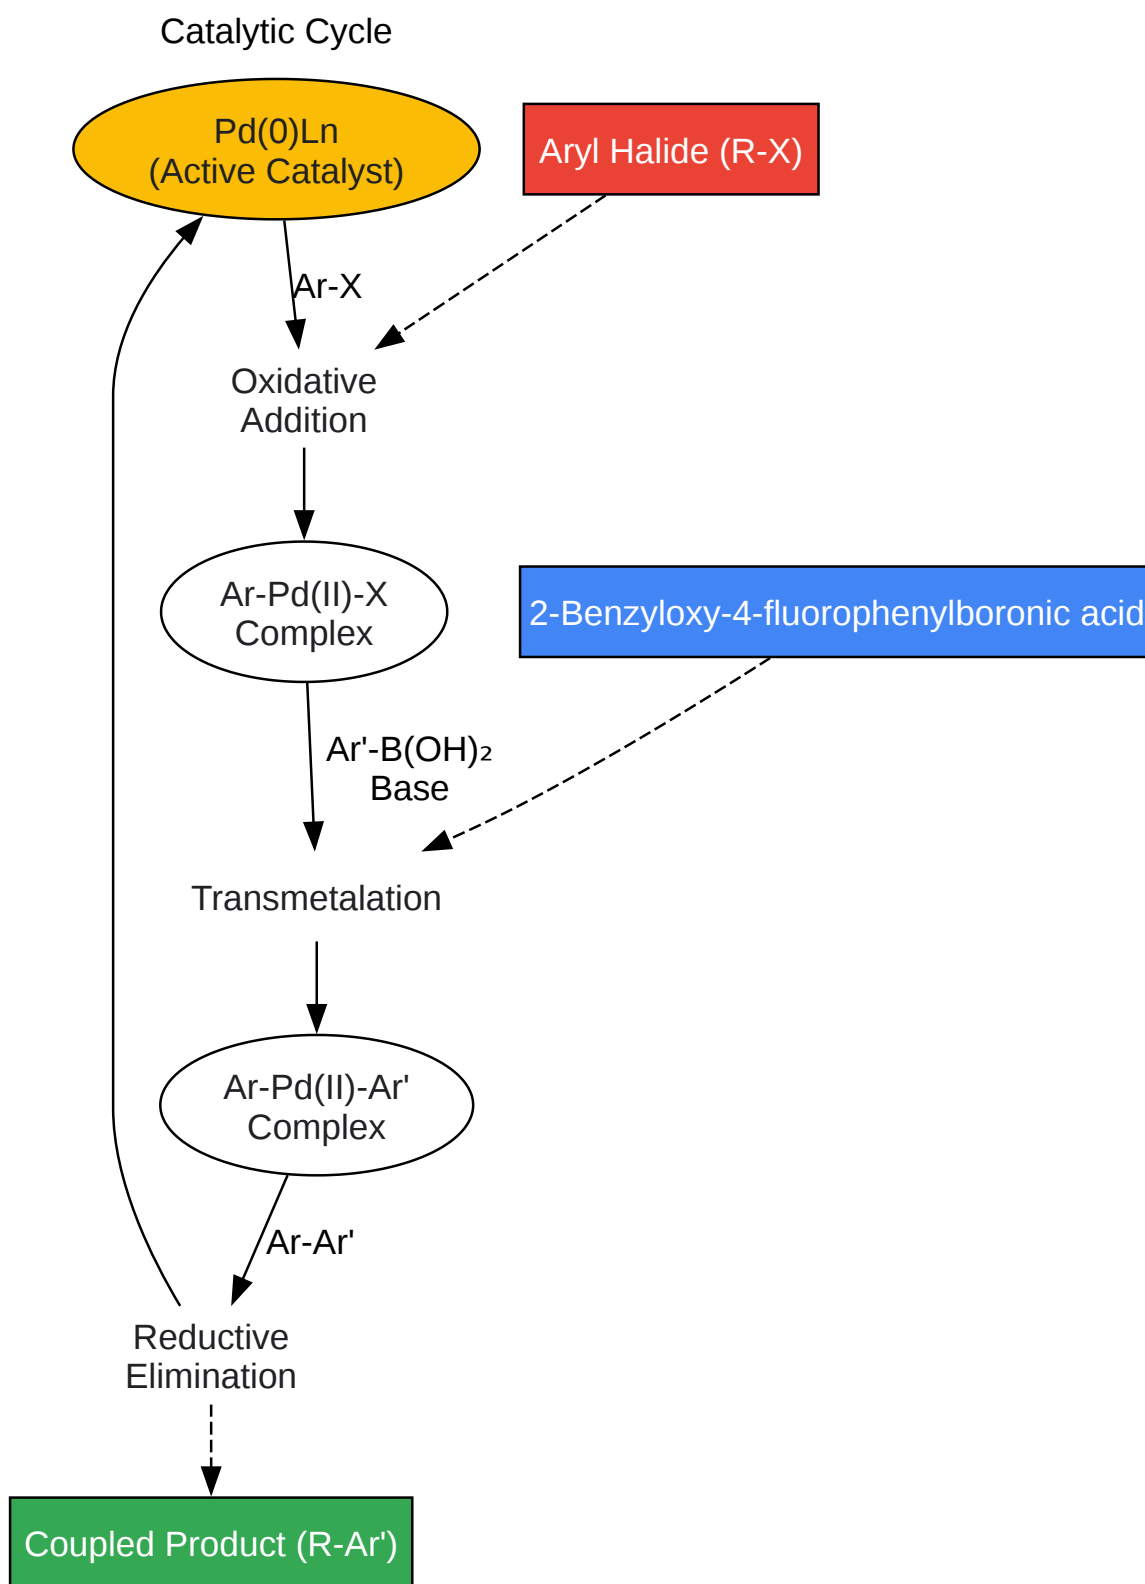 Catalytic Cycle
Pd(0)Ln
(Active Catalyst)
Aryl Halide (R-X)
Ar-X
Oxidative
Addition
Ar-Pd(II)-X
Complex
2-Benzyloxy-4-fluorophenylboronic acid
Ar'-B(OH)₂
Base
Transmetalation
Ar-Pd(II)-Ar'
Complex
Ar-Ar'
Reductive
Elimination
Coupled Product (R-Ar')